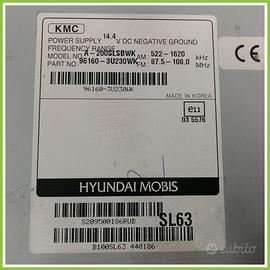 KMC
POWER SUPPLY 14.4 V DC NEGATIVE GROUND
FREQUENCY RANGE
MODEL NO A-200SLSBWK AM: 522-1620 kHz
PART NO 96160-3U230WK FM: 87.5-108.0 MHz
MADE IN KOREA
96160-3U230WK
e11
03 5576
HYUNDAI MOBIS
S209500186RUB
SL63
B100SL63 440186
subito